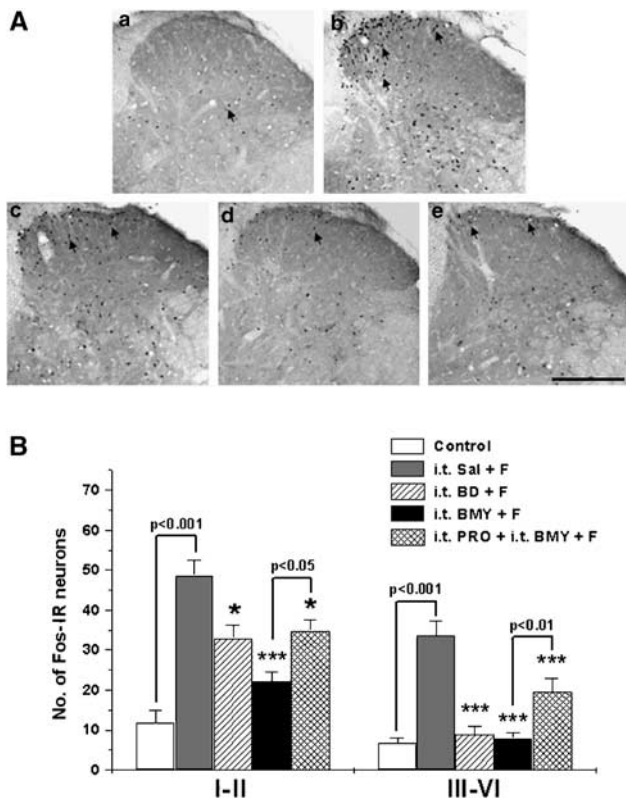 A
a
b
c
d
e
B
Control
i.t. Sal + F
i.t. BD + F
i.t. BMY + F
i.t. PRO + i.t. BMY + F
No. of Fos-IR neurons
70
60
50
40
30
20
10
0
p<0.001
*
***
p<0.05
*
p<0.001
***
***
p<0.01
***
I-II
III-VI